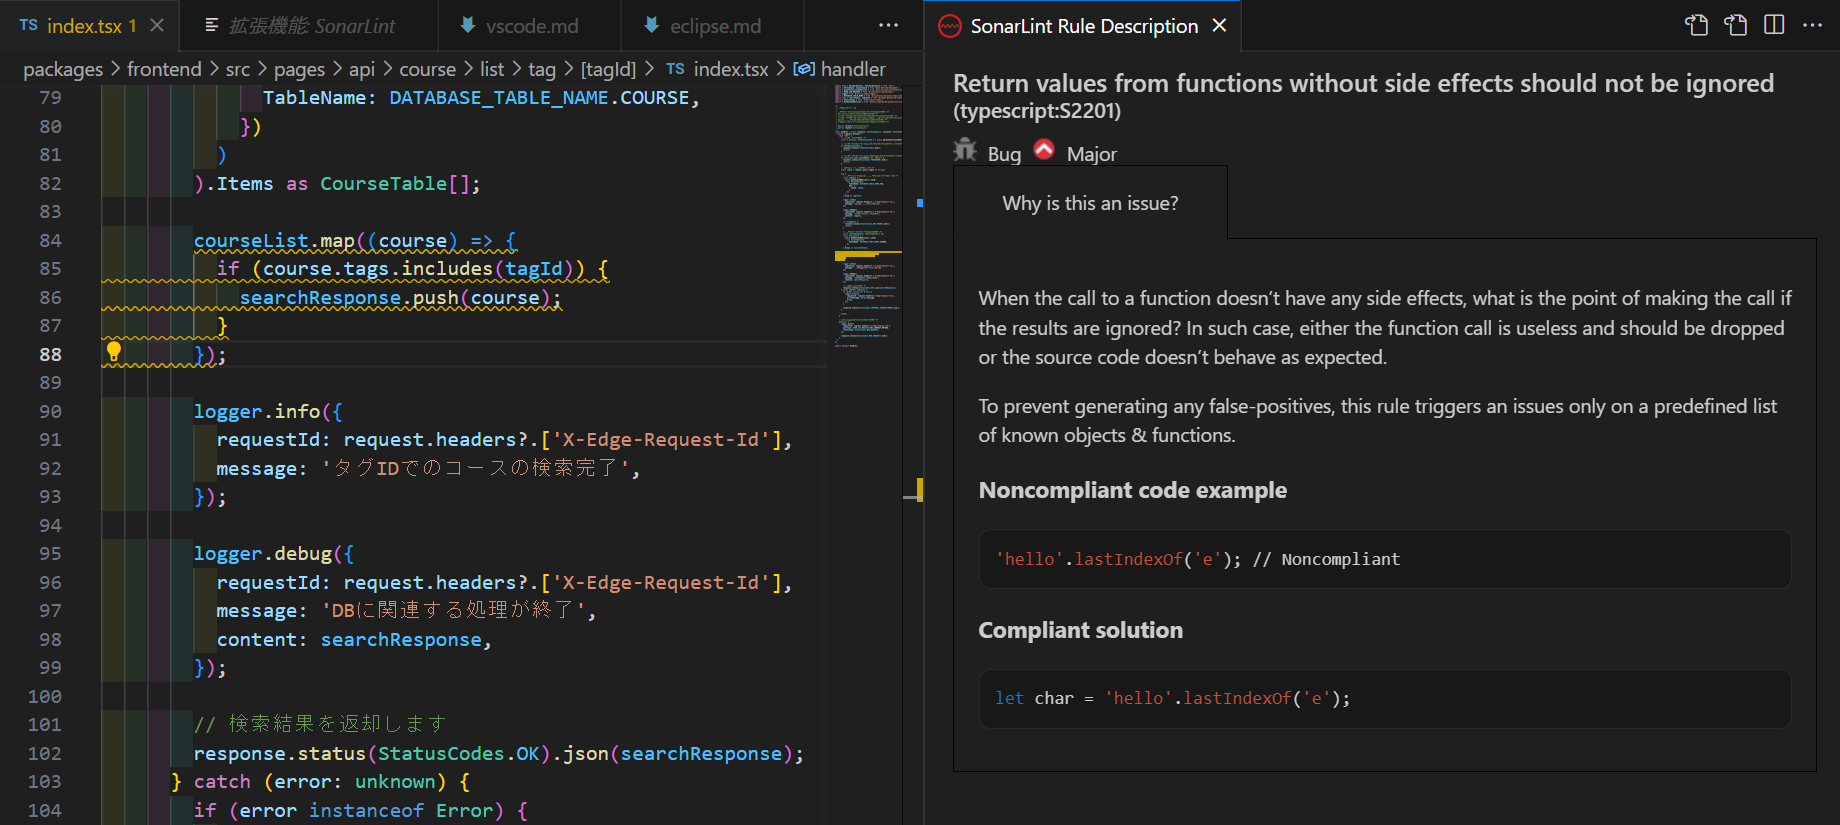 TS index.tsx 1
拡張機能: SonarLint
vscode.md
eclipse.md
packages > frontend > src > pages > api > course > list > tag > [tagId] > TS index.tsx > handler
79 TableName: DATABASE_TABLE_NAME.COURSE,
80 })
81 )
82 ).Items as CourseTable[];
83
84 courseList.map((course) => {
85 if (course.tags.includes(tagId)) {
86 searchResponse.push(course);
87 }
88 });
89
90 logger.info({
91 requestId: request.headers?.['X-Edge-Request-Id'],
92 message: 'タグIDでのコースの検索完了',
93 });
94
95 logger.debug({
96 requestId: request.headers?.['X-Edge-Request-Id'],
97 message: 'DBに関連する処理が終了',
98 content: searchResponse,
99 });
100
101 // 検索結果を返却します
102 response.status(StatusCodes.OK).json(searchResponse);
103 } catch (error: unknown) {
104 if (error instanceof Error) {
SonarLint Rule Description
Return values from functions without side effects should not be ignored
(typescript:S2201)
Bug Major
Why is this an issue?
When the call to a function doesn’t have any side effects, what is the point of making the call if
the results are ignored? In such case, either the function call is useless and should be dropped
or the source code doesn’t behave as expected.
To prevent generating any false-positives, this rule triggers an issues only on a predefined list
of known objects & functions.
Noncompliant code example
'hello'.lastIndexOf('e'); // Noncompliant
Compliant solution
let char = 'hello'.lastIndexOf('e');